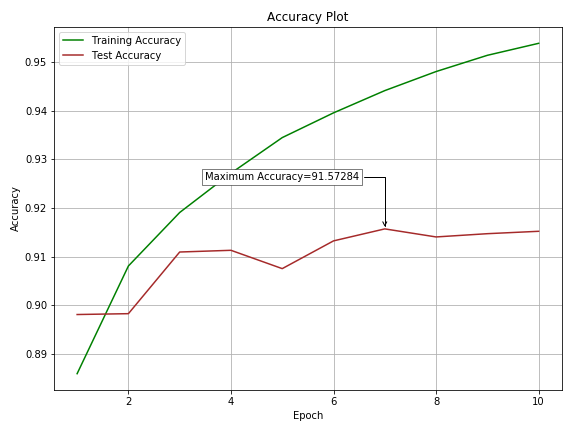 Accuracy Plot
Training Accuracy
Test Accuracy
0.95
0.94
0.93
Maximum Accuracy=91.57284
0.92
0.91
0.90
0.89
Accuracy
2
4
6
8
10
Epoch